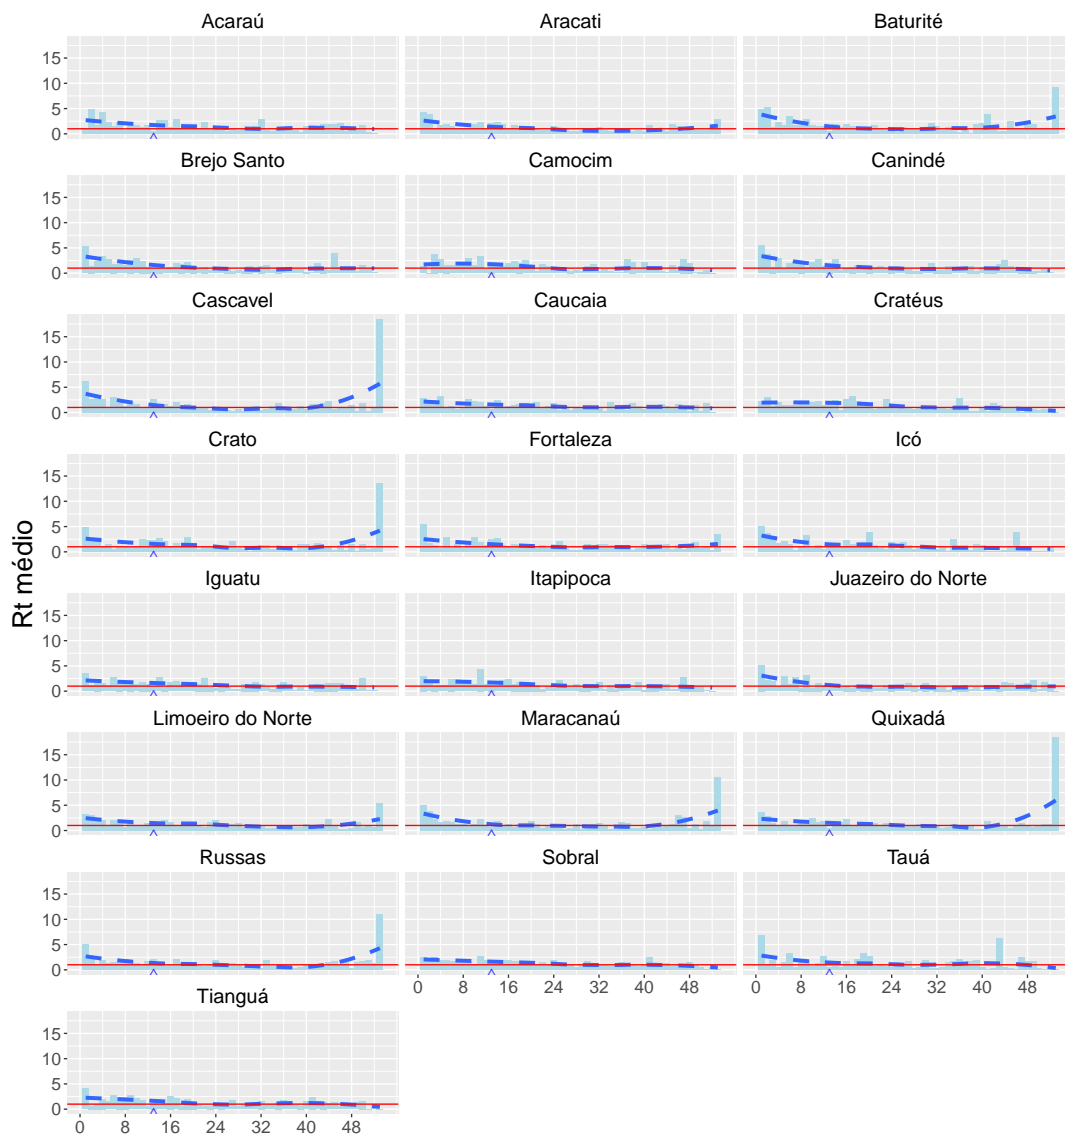 Acaraú Aracati Baturité
15
10
5
0
Brejo Santo Camocim Canindé
15
10
5
0
Cascavel Caucaia Cratéus
15
10
5
0
Crato Fortaleza Icó
15
10
5
0
Rt médio
Iguatu Itapipoca Juazeiro do Norte
15
10
5
0
Limoeiro do Norte Maracanaú Quixadá
15
10
5
0
Russas Sobral Tauá
15
10
5
0
0 8 16 24 32 40 48 0 8 16 24 32 40 48
Tianguá
15
10
5
0
0 8 16 24 32 40 48